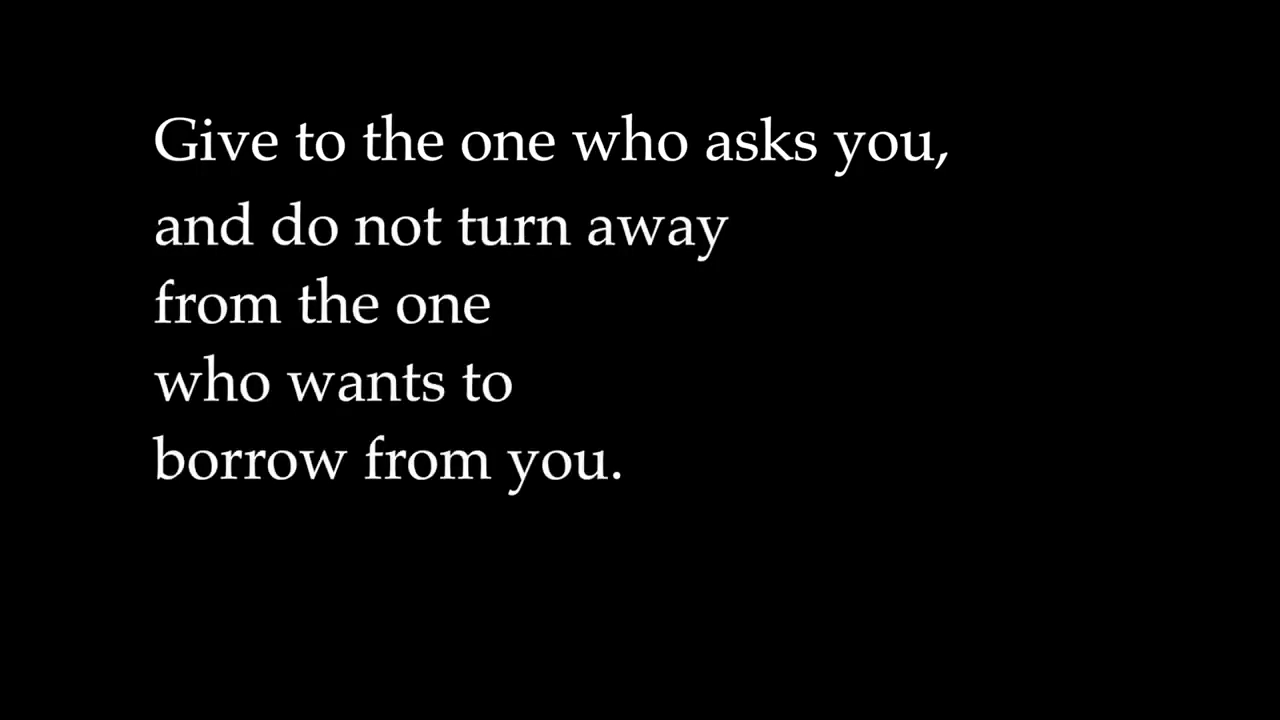 Give to the one who asks you,
and do not turn away
from the one
who wants to
borrow from you.